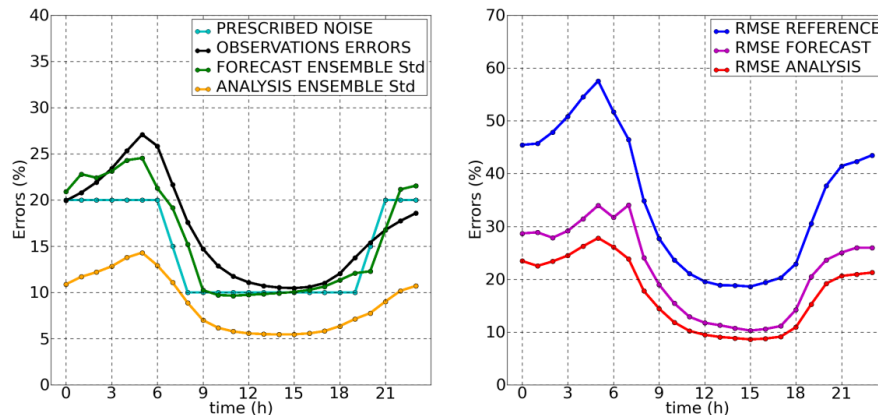 40
35
30
25
20
15
10
5
0
Errors (%)
PRESCRIBED NOISE
OBSERVATIONS ERRORS
FORECAST ENSEMBLE Std
ANALYSIS ENSEMBLE Std
0 3 6 9 12 15 18 21
time (h)
70
60
50
40
30
20
10
0
Errors (%)
RMSE REFERENCE
RMSE FORECAST
RMSE ANALYSIS
0 3 6 9 12 15 18 21
time (h)